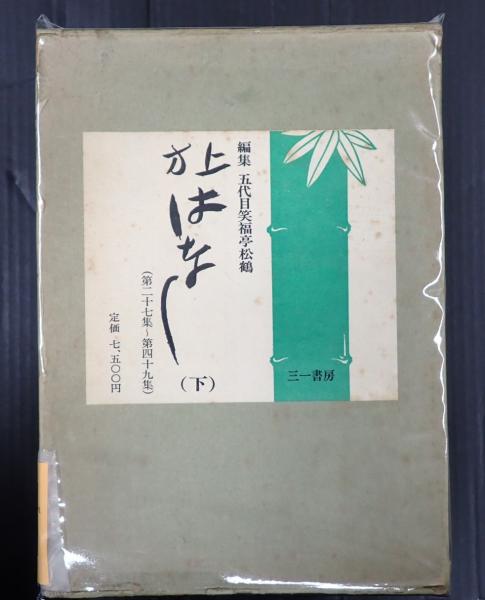 編集 五代目笑福亭松鶴
上方はなし
(下)
(第二十七集~第四十九集)
定価 七、五〇〇円
三一書房